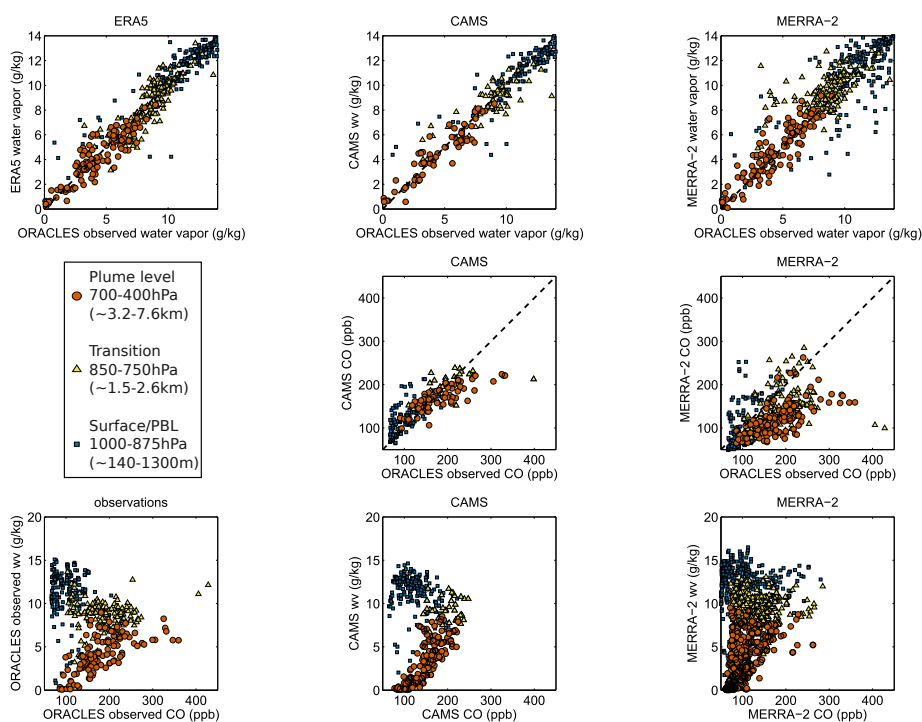 ERA5
ERA5 water vapor (g/kg)
14
12
10
8
6
4
2
0
0
5
10
ORACLES observed water vapor (g/kg)
CAMS
CAMS wv (g/kg)
14
12
10
8
6
4
2
0
0
5
10
ORACLES observed water vapor (g/kg)
MERRA−2
MERRA−2 water vapor (g/kg)
14
12
10
8
6
4
2
0
0
5
10
ORACLES observed water vapor (g/kg)
Plume level
700-400hPa
(~3.2-7.6km)
Transition
850-750hPa
(~1.5-2.6km)
Surface/PBL
1000-875hPa
(~140-1300m)
CAMS
CAMS CO (ppb)
400
300
200
100
100
200
300
400
ORACLES observed CO (ppb)
MERRA−2
MERRA−2 CO (ppb)
400
300
200
100
100
200
300
400
ORACLES observed CO (ppb)
observations
ORACLES observed wv (g/kg)
20
15
10
5
0
100
200
300
400
ORACLES observed CO (ppb)
CAMS
CAMS wv (g/kg)
20
15
10
5
0
100
200
300
400
CAMS CO (ppb)
MERRA−2
MERRA−2 wv (g/kg)
20
15
10
5
0
100
200
300
400
MERRA−2 CO (ppb)